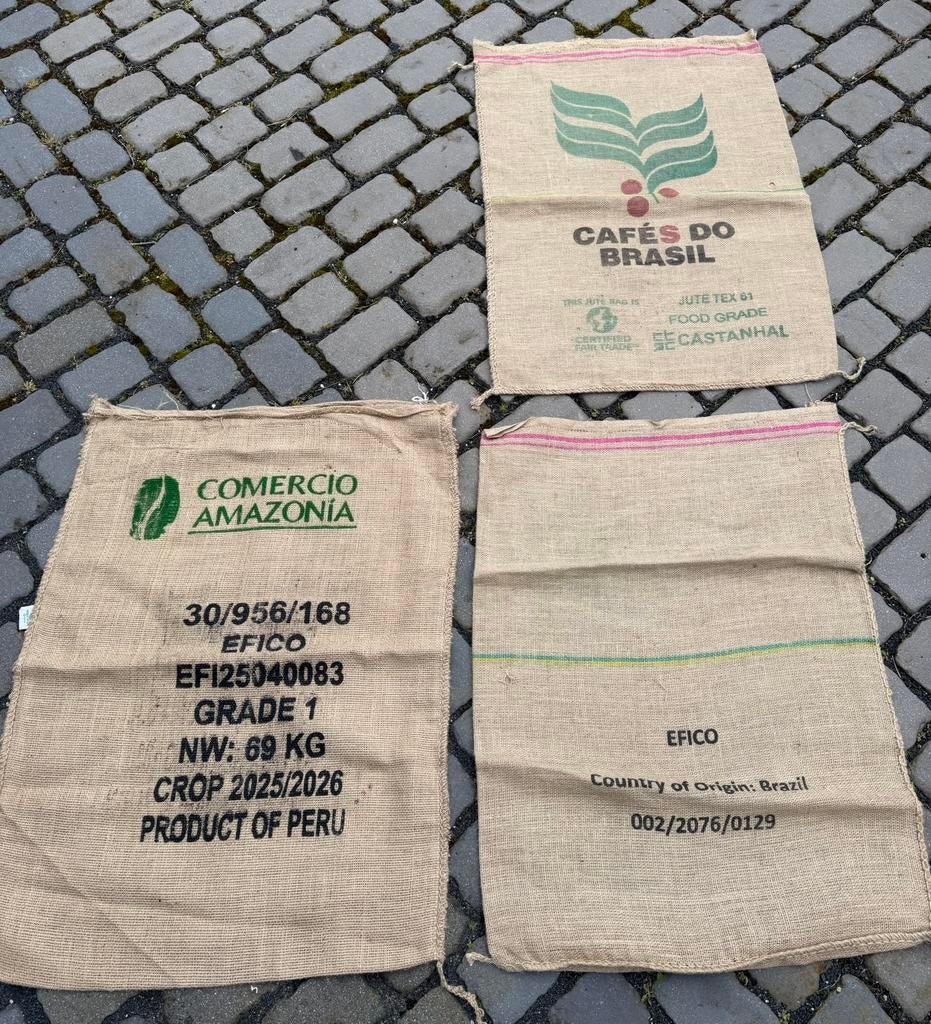 CAFÉS DO
BRASIL
THIS JUTE BAG IS
CERTIFIED
FAIR TRADE
JUTE TEX 61
FOOD GRADE
CASTANHAL
COMERCIO
AMAZONÍA
30/956/168
EFICO
EFI25040083
GRADE 1
NW: 69 KG
CROP 2025/2026
PRODUCT OF PERU
EFICO
Country of Origin: Brazil
002/2076/0129